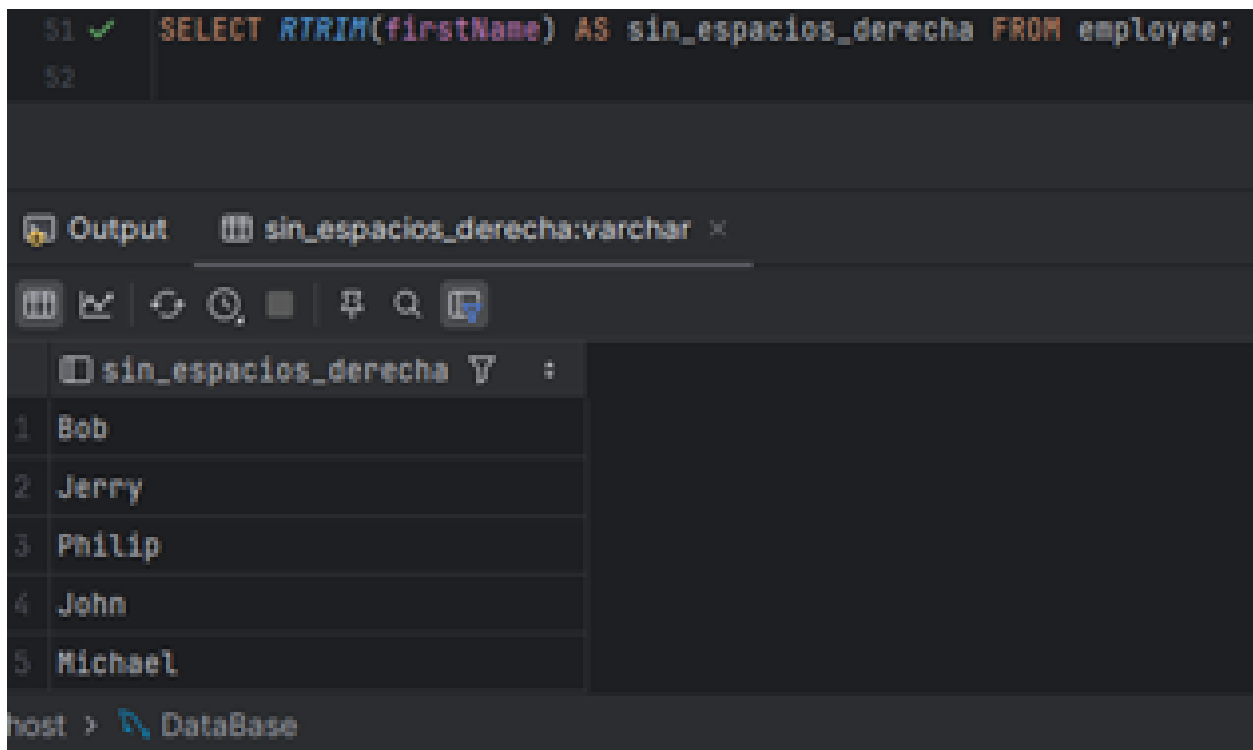 51 SELECT RTRIM(firstName) AS sin_espacios_derecha FROM employee;
52
Output sin_espacios_derecha:varchar
sin_espacios_derecha
1 Bob
2 Jerry
3 Philip
4 John
5 Michael
host > DataBase